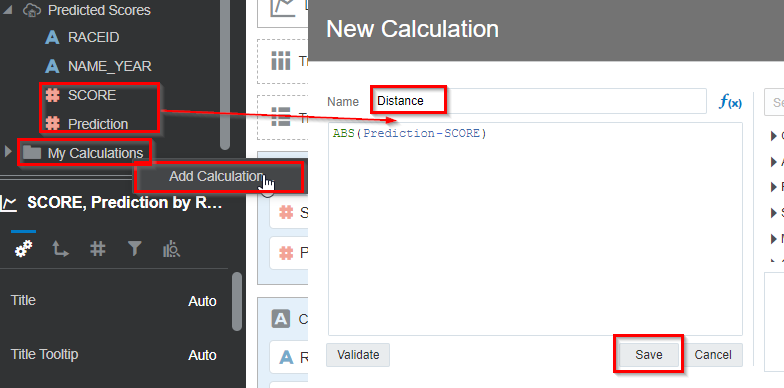 Predicted Scores
RACEID
NAME_YEAR
SCORE
Prediction
My Calculations
Add Calculation
SCORE, Prediction by R...
Title
Auto
Title Tooltip
Auto
New Calculation
Name
Distance
f(x)
ABS(Prediction-SCORE)
Validate
Save
Cancel